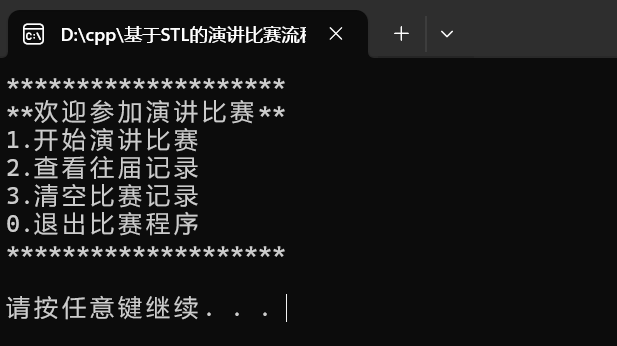 D:\cpp\基于STL的演讲比赛流程
********************
**欢迎参加演讲比赛**
1.开始演讲比赛
2.查看往届记录
3.清空比赛记录
0.退出比赛程序
********************
请按任意键继续. . .